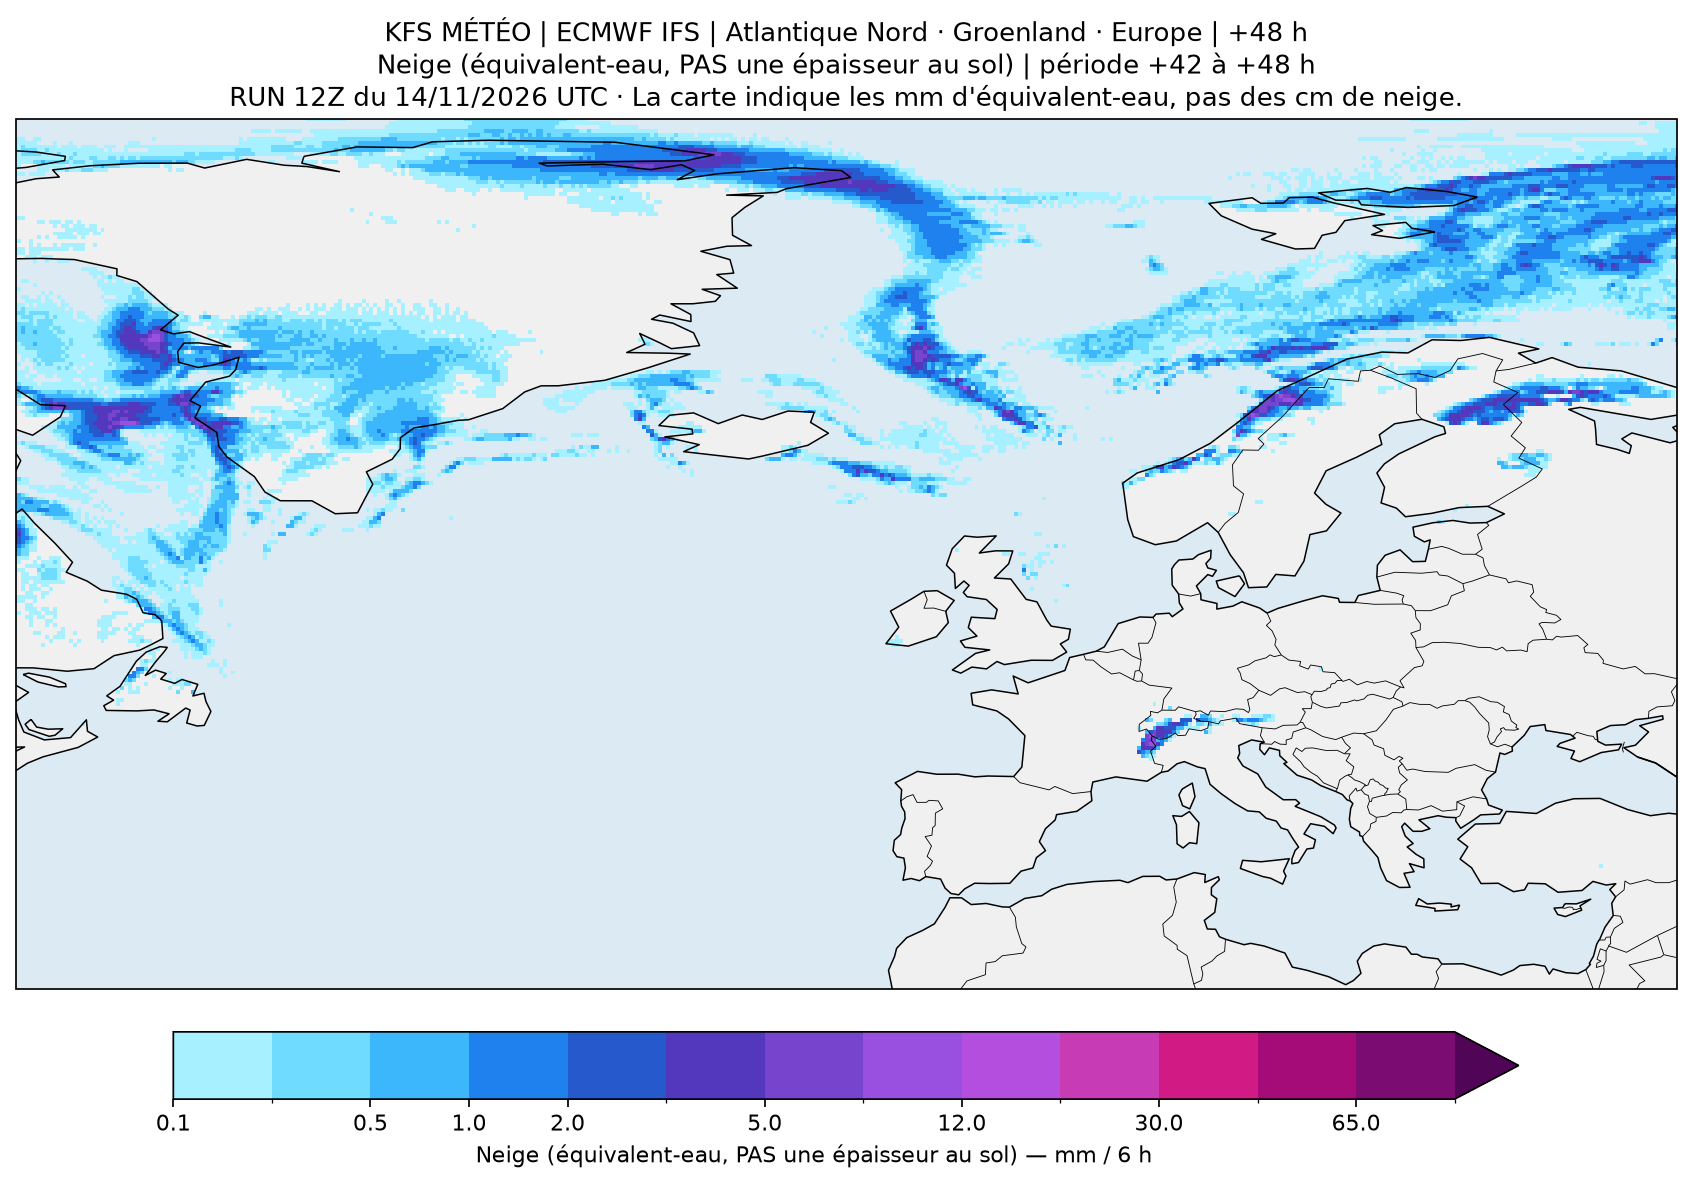 KFS MÉTÉO | ECMWF IFS | Atlantique Nord · Groenland · Europe | +48 h
Neige (équivalent-eau, PAS une épaisseur au sol) | période +42 à +48 h
RUN 12Z du 14/11/2026 UTC · La carte indique les mm d'équivalent-eau, pas des cm de neige.
0.1 0.5 1.0 2.0 5.0 12.0 30.0 65.0
Neige (équivalent-eau, PAS une épaisseur au sol) — mm / 6 h